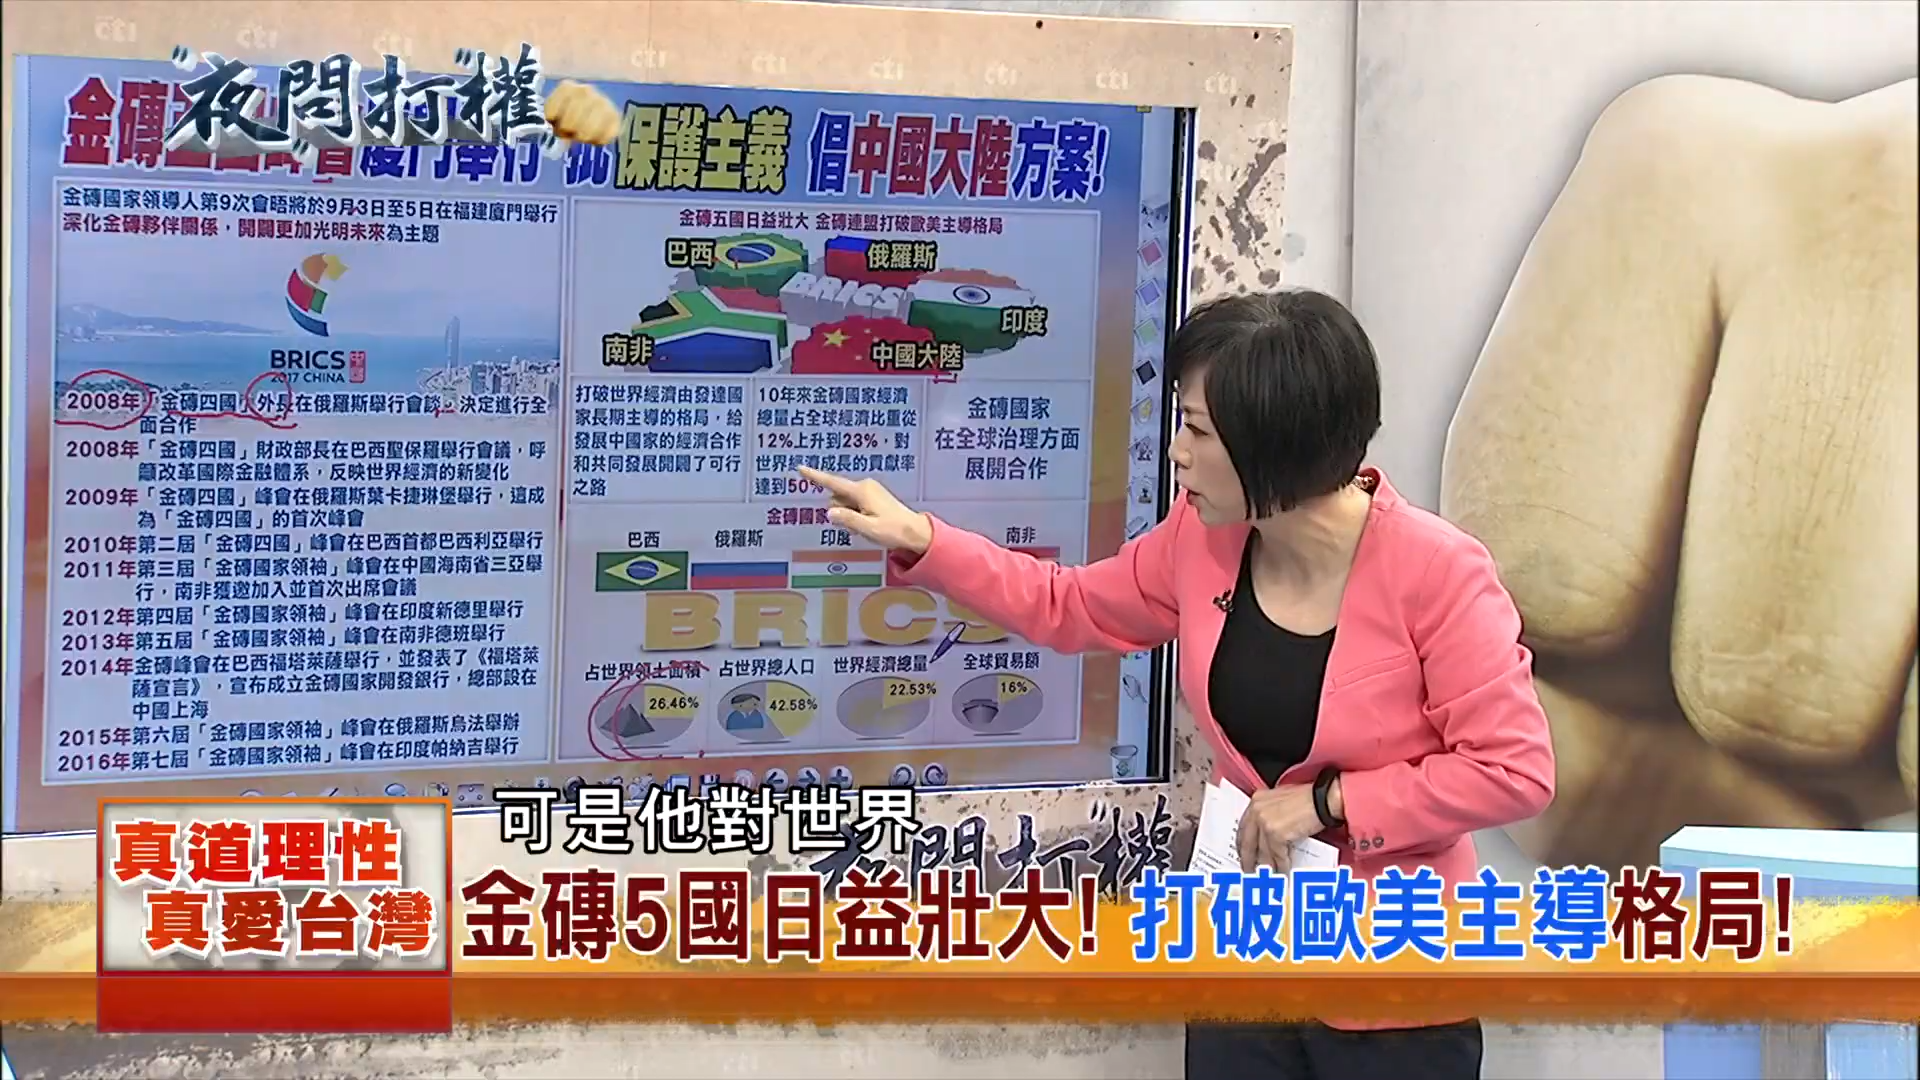 "夜問打"權"
保護主義 倡中國大陸方案!
金磚國家領導人第9次會晤將於9月3日至5日在福建廈門舉行
深化金磚夥伴關係,開闢更加光明未來為主題
BRICS
2017 CHINA
2008年「金磚四國」外長在俄羅斯舉行會談。決定進行全
面合作
2008年「金磚四國」財政部長在巴西聖保羅舉行會議,呼
籲改革國際金融體系,反映世界經濟的新變化
2009年「金磚四國」峰會在俄羅斯葉卡捷琳堡舉行,這成
為「金磚四國」的首次峰會
2010年第二屆「金磚四國」峰會在巴西首都巴西利亞舉行
2011年第三屆「金磚國家領袖」峰會在中國海南省三亞舉
行,南非獲邀加入並首次出席會議
2012年第四屆「金磚國家領袖」峰會在印度新德里舉行
2013年第五屆「金磚國家領袖」峰會在南非德班舉行
2014年金磚峰會在巴西福塔萊薩舉行,並發表了《福塔萊
薩宣言》,宣布成立金磚國家開發銀行,總部設在
中國上海
2015年第六屆「金磚國家領袖」峰會在俄羅斯烏法舉辦
2016年第七屆「金磚國家領袖」峰會在印度帕納吉舉行
金磚五國日益壯大 金磚連盟打破歐美主導格局
巴西
俄羅斯
BRICS
印度
南非
中國大陸
打破世界經濟由發達國
家長期主導的格局,給
發展中國家的經濟合作
和共同發展開闢了可行
之路
10年來金磚國家經濟
總量占全球經濟比重從
12%上升到23%,對
世界經濟成長的貢獻率
達到50%
金磚國家
在全球治理方面
展開合作
金磚國家
巴西 俄羅斯 印度 南非
BRICS
占世界領土面積 占世界總人口 世界經濟總量 全球貿易額
26.46% 42.58% 22.53% 16%
可是他對世界
夜問打"權
真道理性
真愛台灣
金磚5國日益壯大! 打破歐美主導格局!